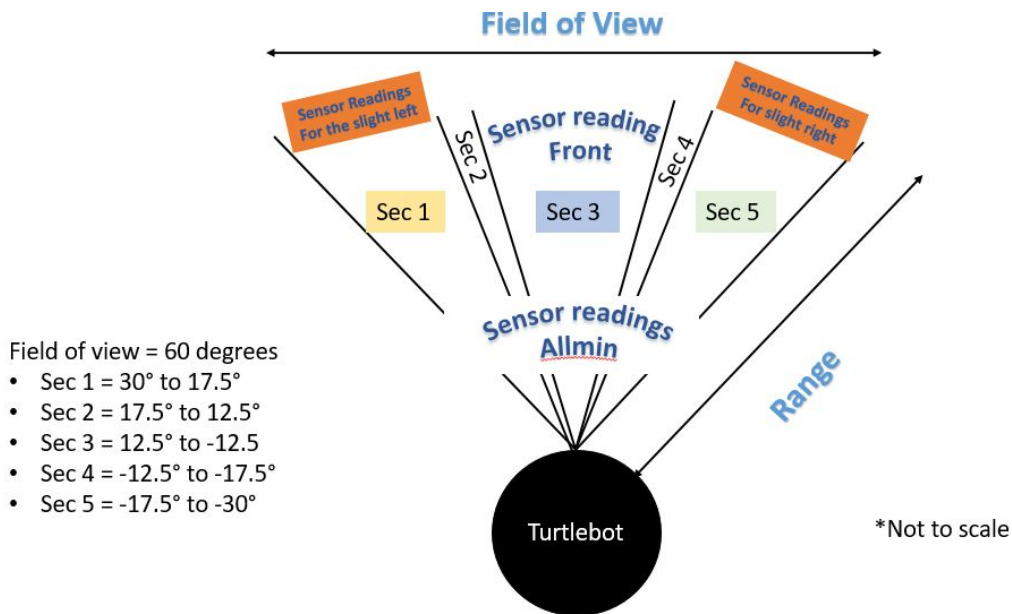 Field of View
Sensor Readings
For the slight left
Sensor Readings
For slight right
Sensor reading
Front
Sec 2
Sec 4
Sec 1
Sec 3
Sec 5
Sensor readings
Allmin
Range
Field of view = 60 degrees
• Sec 1 = 30° to 17.5°
• Sec 2 = 17.5° to 12.5°
• Sec 3 = 12.5° to -12.5
• Sec 4 = -12.5° to -17.5°
• Sec 5 = -17.5° to -30°
Turtlebot
*Not to scale